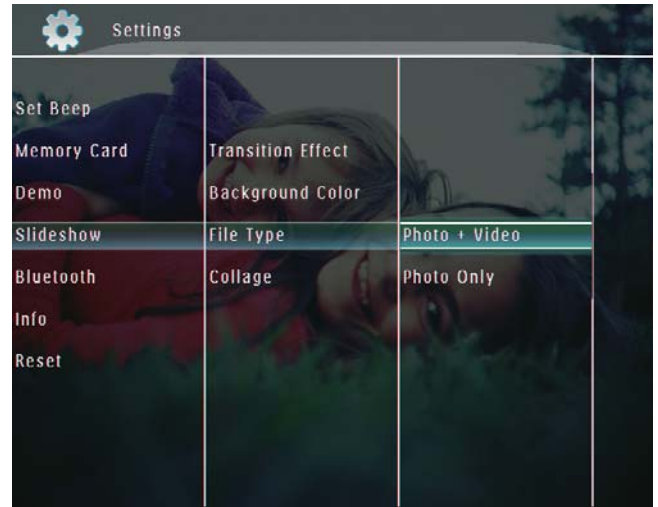 Settings
Set Beep
Memory Card
Demo
Slideshow
Bluetooth
Info
Reset
Transition Effect
Background Color
File Type
Collage
Photo + Video
Photo Only